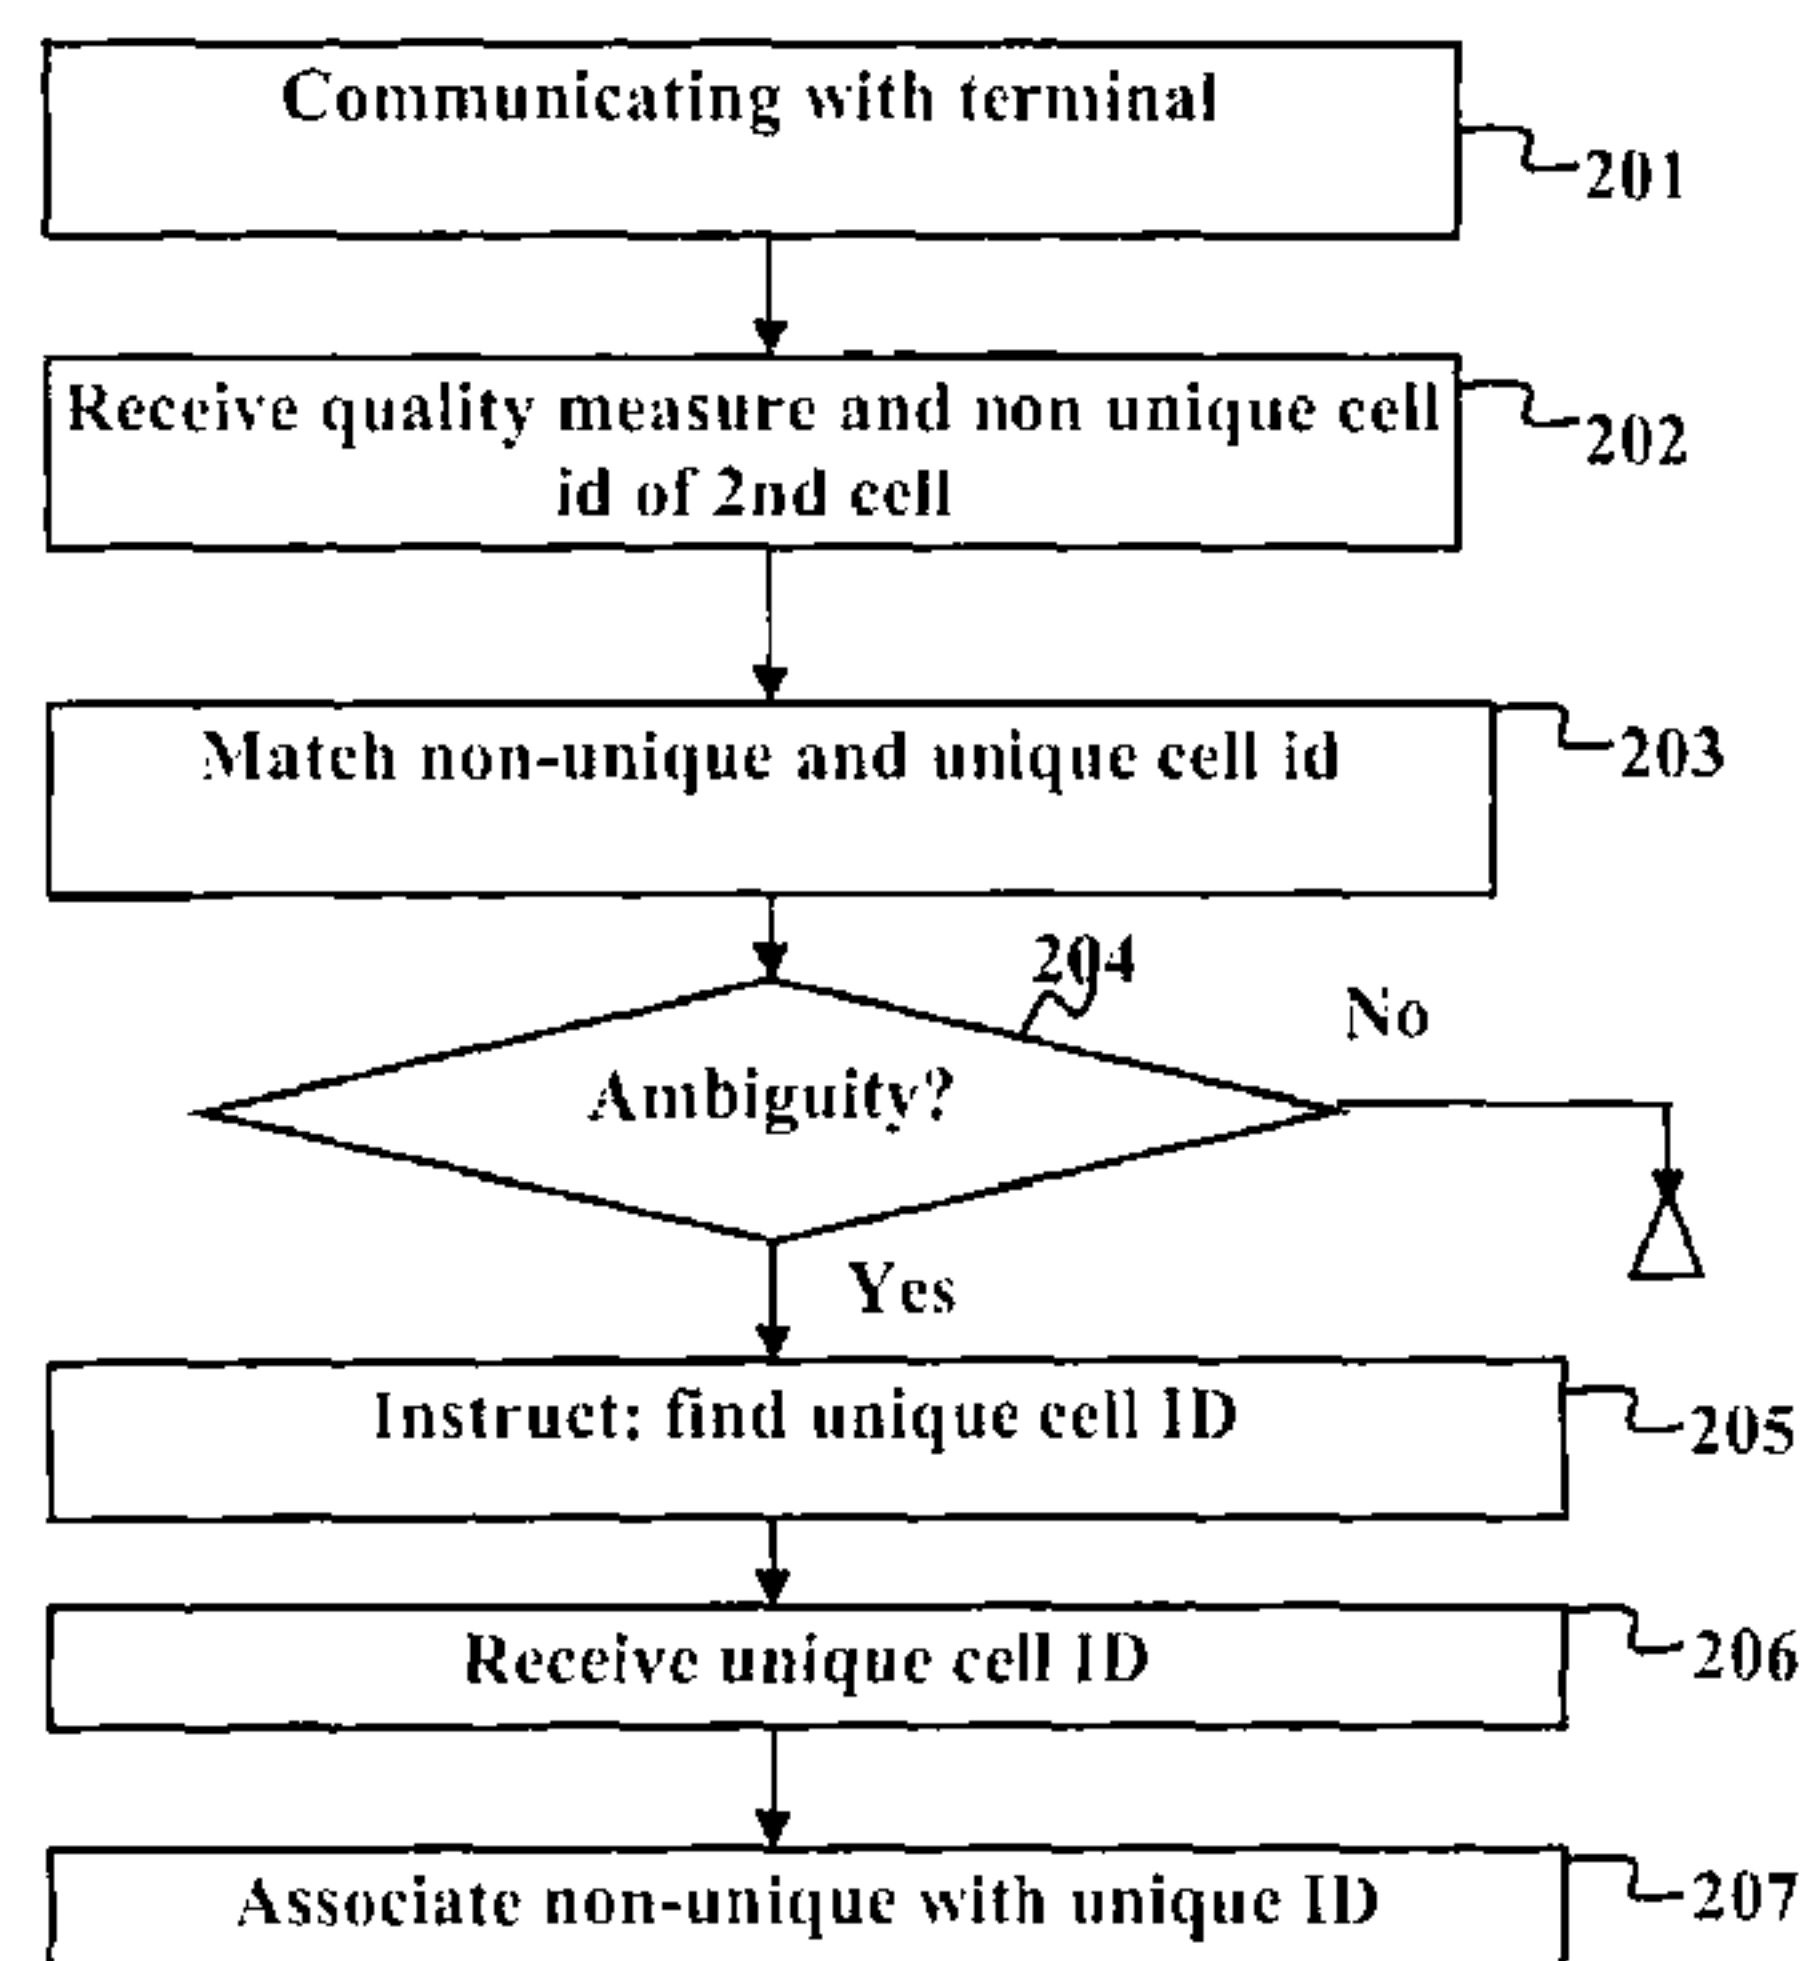 Communicating with terminal
201
Receive quality measure and non unique cell
id of 2nd cell
202
Match non-unique and unique cell id
203
204
No
Ambiguity?
Yes
Instruct: find unique cell ID
205
Receive unique cell ID
206
Associate non-unique with unique ID
207